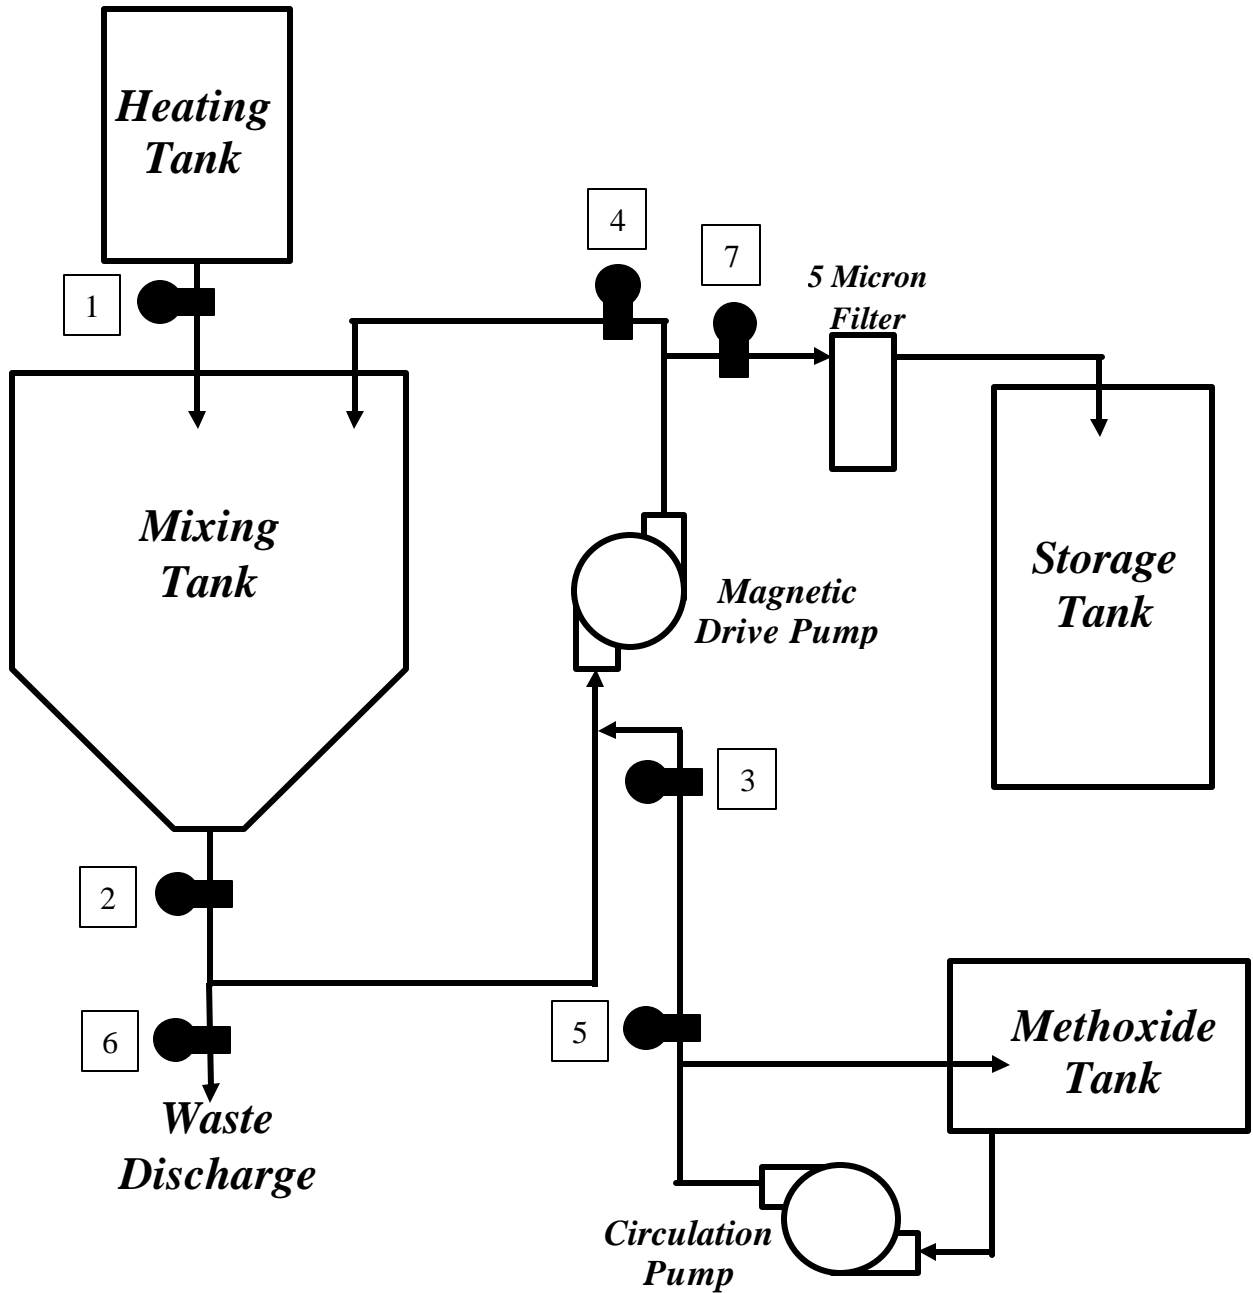 Heating
Tank
1
4
7
5 Micron
Filter
Mixing
Tank
Storage
Tank
Magnetic
Drive Pump
3
2
5
6
Methoxide
Tank
Waste
Discharge
Circulation
Pump